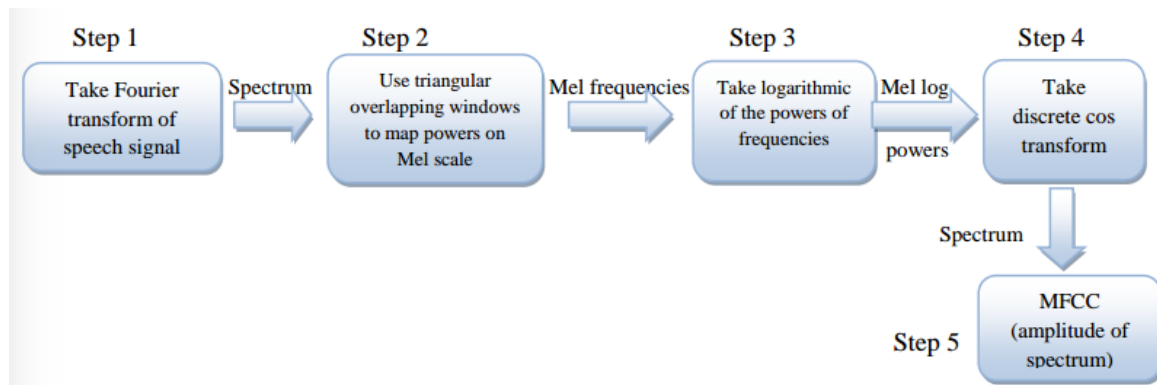 Step 1
Take Fourier
transform of
speech signal
Spectrum
Step 2
Use triangular
overlapping windows
to map powers on
Mel scale
Mel frequencies
Step 3
Take logarithmic
of the powers of
frequencies
Mel log
powers
Step 4
Take
discrete cos
transform
Spectrum
Step 5
MFCC
(amplitude of
spectrum)